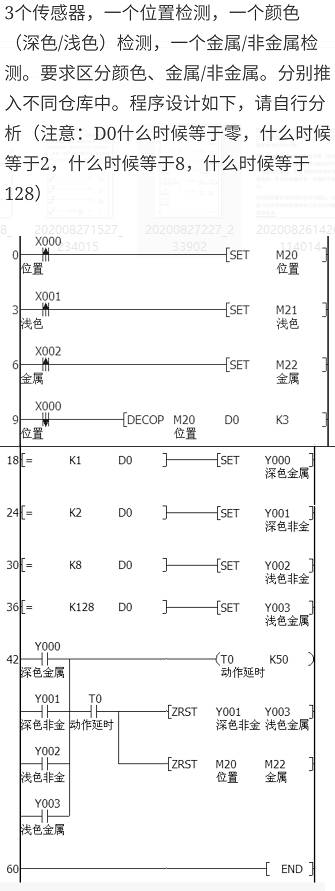 3个传感器，一个位置检测，一个颜色
（深色/浅色）检测，一个金属/非金属检
测。要求区分颜色、金属/非金属。分别推
入不同仓库中。程序设计如下，请自行分
析（注意：D0什么时候等于零，什么时候
等于2，什么时候等于8，什么时候等于
128）
202008271527_
234015
20200827227_2
33902
202008261426
114014
X000
0 [SET M20 ]
位置 位置
X001
3 [SET M21 ]
浅色 浅色
X002
6 [SET M22 ]
金属 金属
X000
9 [DECOP M20 D0 K3 ]
位置 位置
18 [= K1 D0 ] [SET Y000 ]
深色金属
24 [= K2 D0 ] [SET Y001 ]
深色非金
30 [= K8 D0 ] [SET Y002 ]
浅色非金
36 [= K128 D0 ] [SET Y003 ]
浅色金属
Y000
42 (T0 K50 )
深色金属 动作延时
Y001 T0
[ZRST Y001 Y003 ]
深色非金 动作延时 深色非金 浅色金属
Y002
[ZRST M20 M22 ]
浅色非金 位置 金属
Y003
浅色金属
60 [ END ]